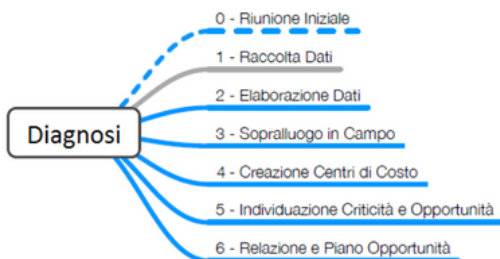 0 - Riunione Iniziale
1 - Raccolta Dati
2 - Elaborazione Dati
Diagnosi
3 - Sopralluogo in Campo
4 - Creazione Centri di Costo
5 - Individuazione Criticità e Opportunità
6 - Relazione e Piano Opportunità